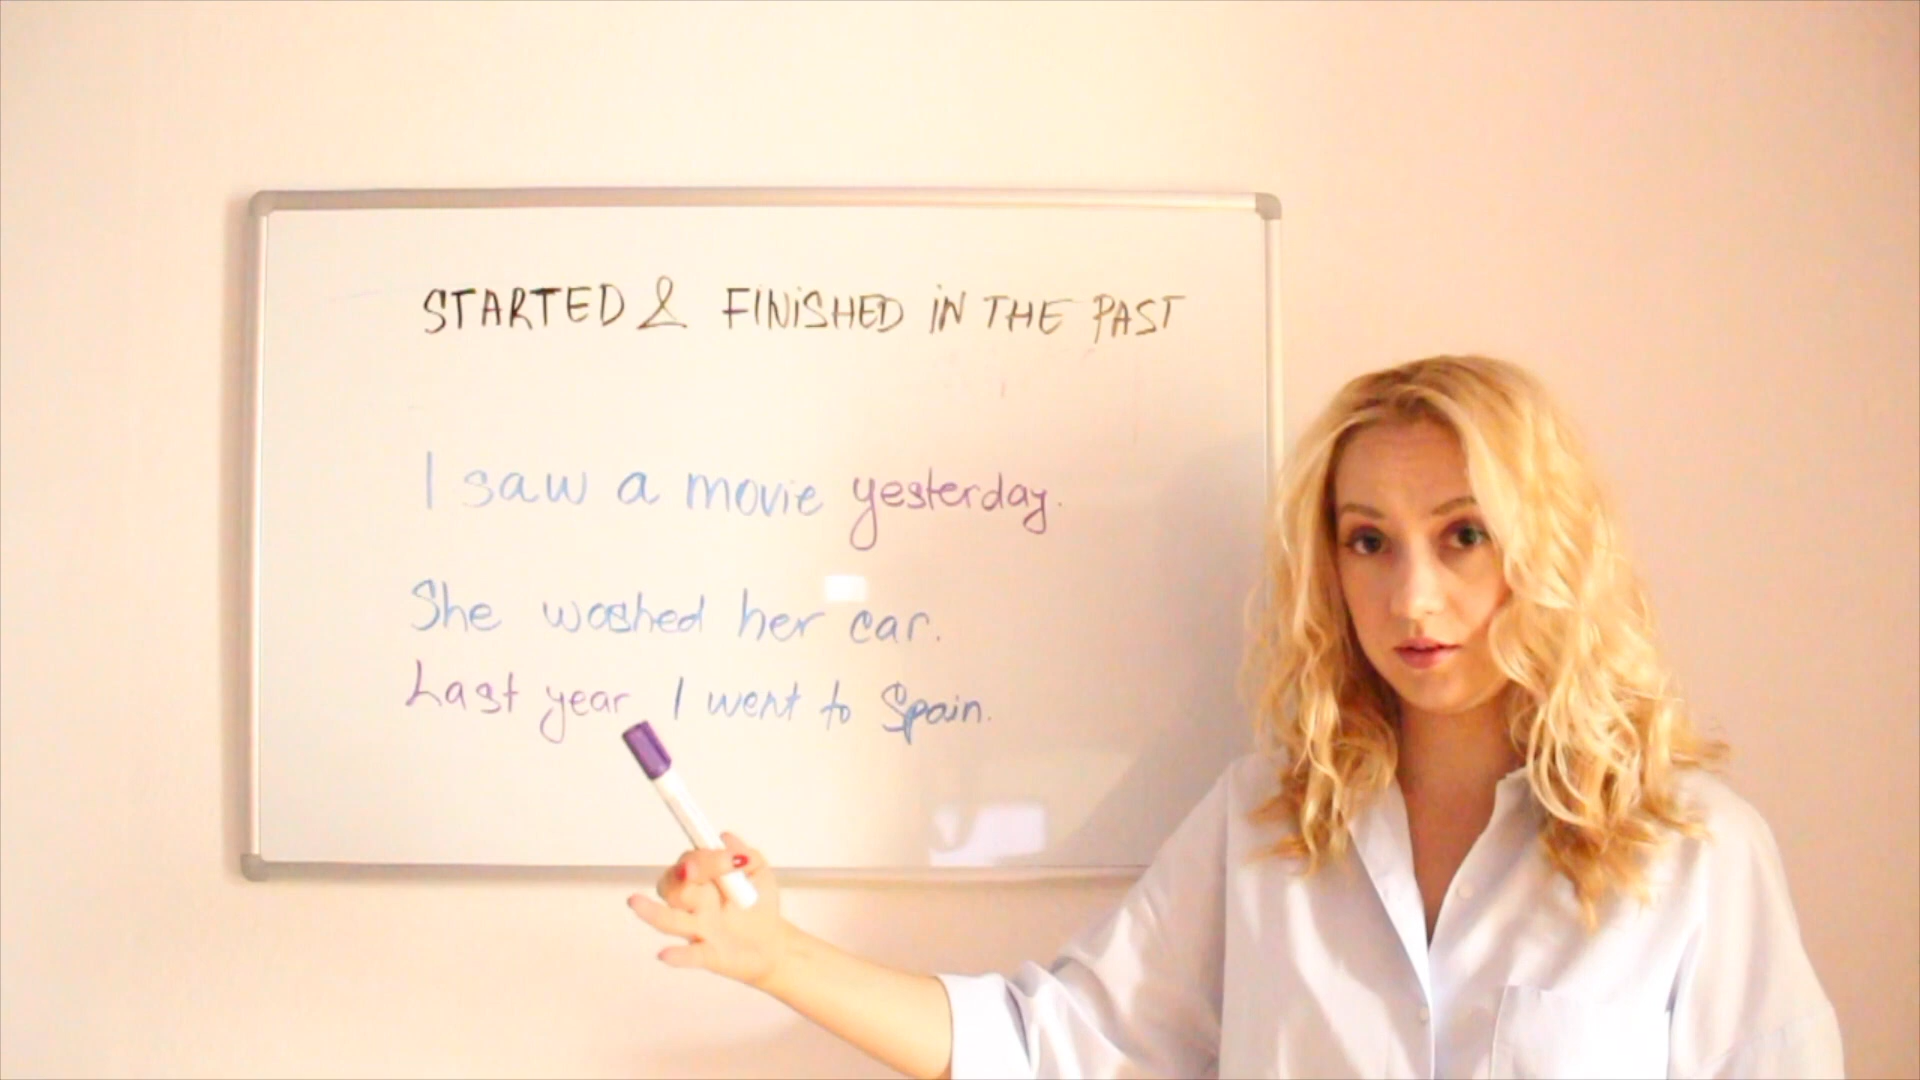 STARTED & FINISHED IN THE PAST
I saw a movie yesterday.
She washed her car.
Last year I went to Spain.